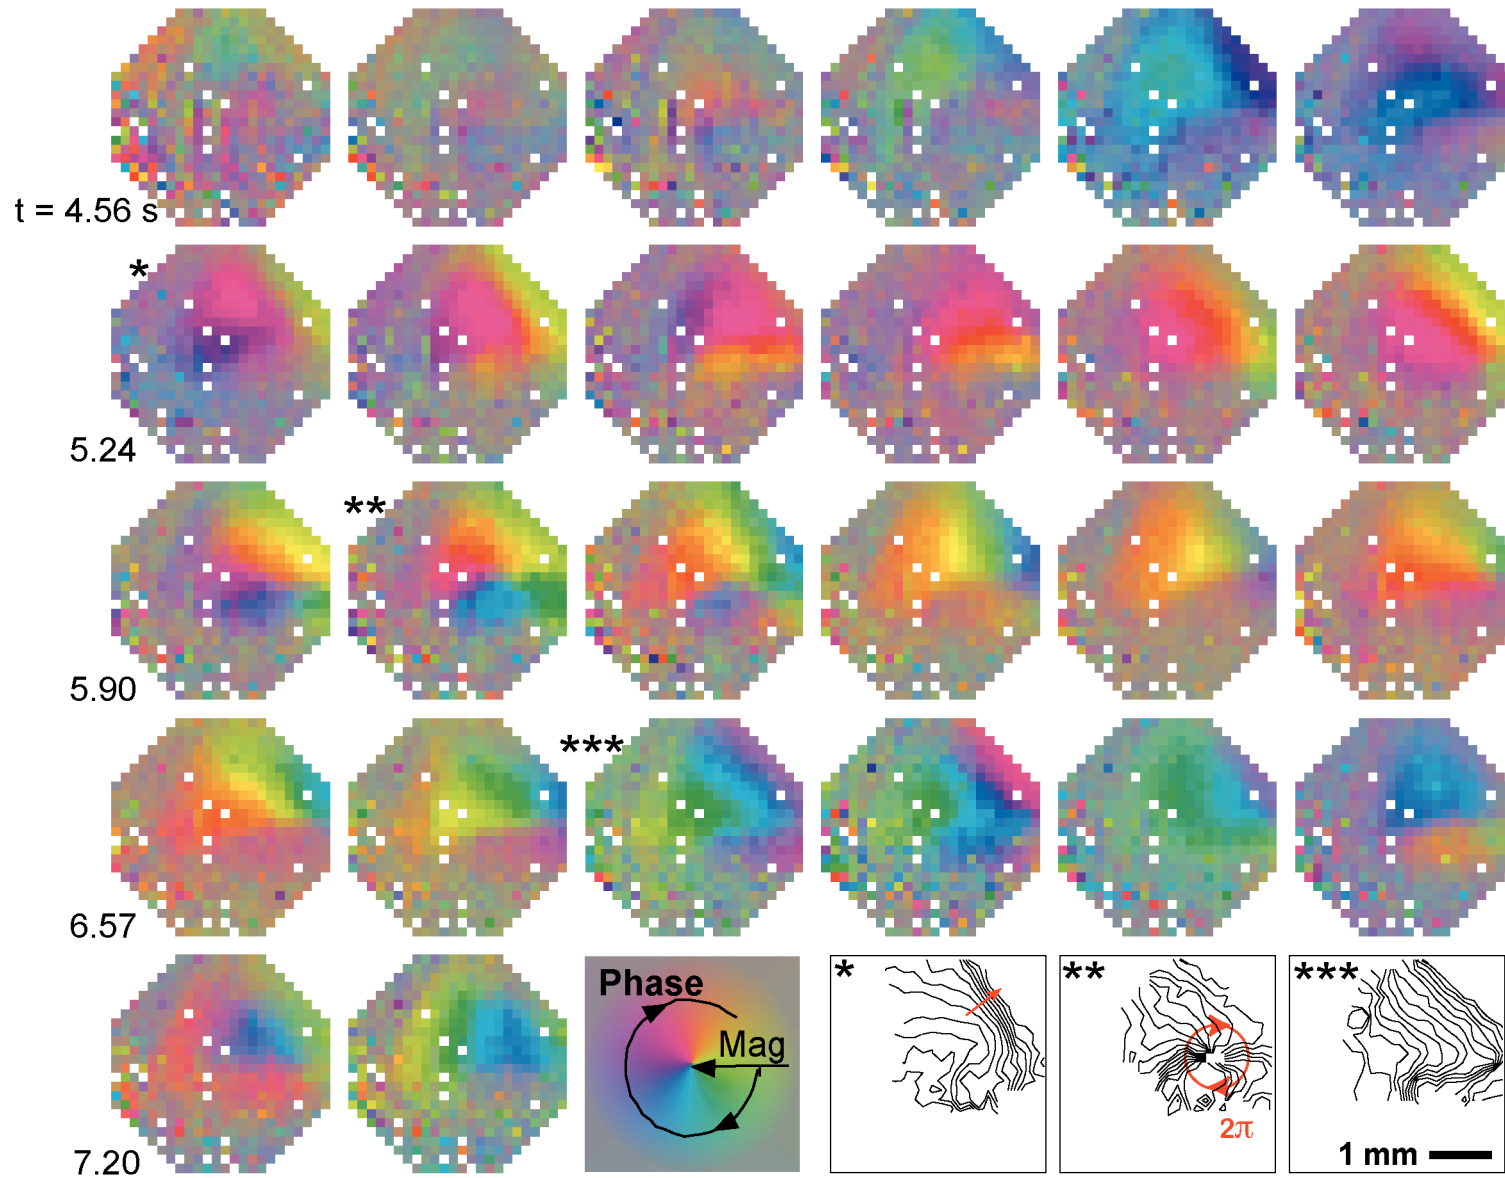 t = 4.56 s
*
5.24
**
5.90
***
6.57
Phase
Mag
*
**
***
2π
1 mm
7.20